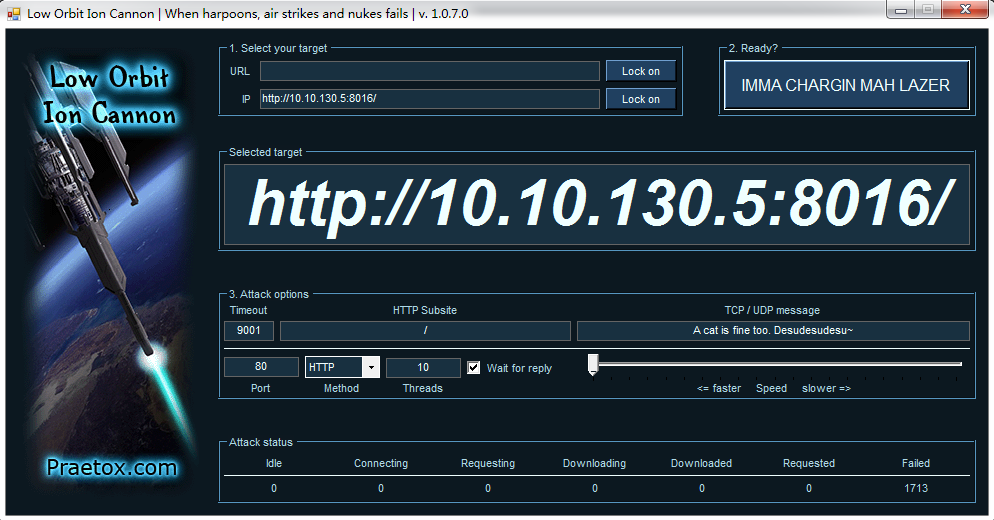 Low Orbit Ion Cannon | When harpoons, air strikes and nukes fails | v. 1.0.7.0
Low Orbit
Ion Cannon
Praetox.com
1. Select your target
URL Lock on
IP http://10.10.130.5:8016/ Lock on
2. Ready?
IMMA CHARGIN MAH LAZER
Selected target
http://10.10.130.5:8016/
3. Attack options
Timeout HTTP Subsite TCP / UDP message
9001 / A cat is fine too. Desudesudesu~
80 HTTP 10 Wait for reply
Port Method Threads <= faster Speed slower =>
Attack status
Idle Connecting Requesting Downloading Downloaded Requested Failed
0 0 0 0 0 0 1713